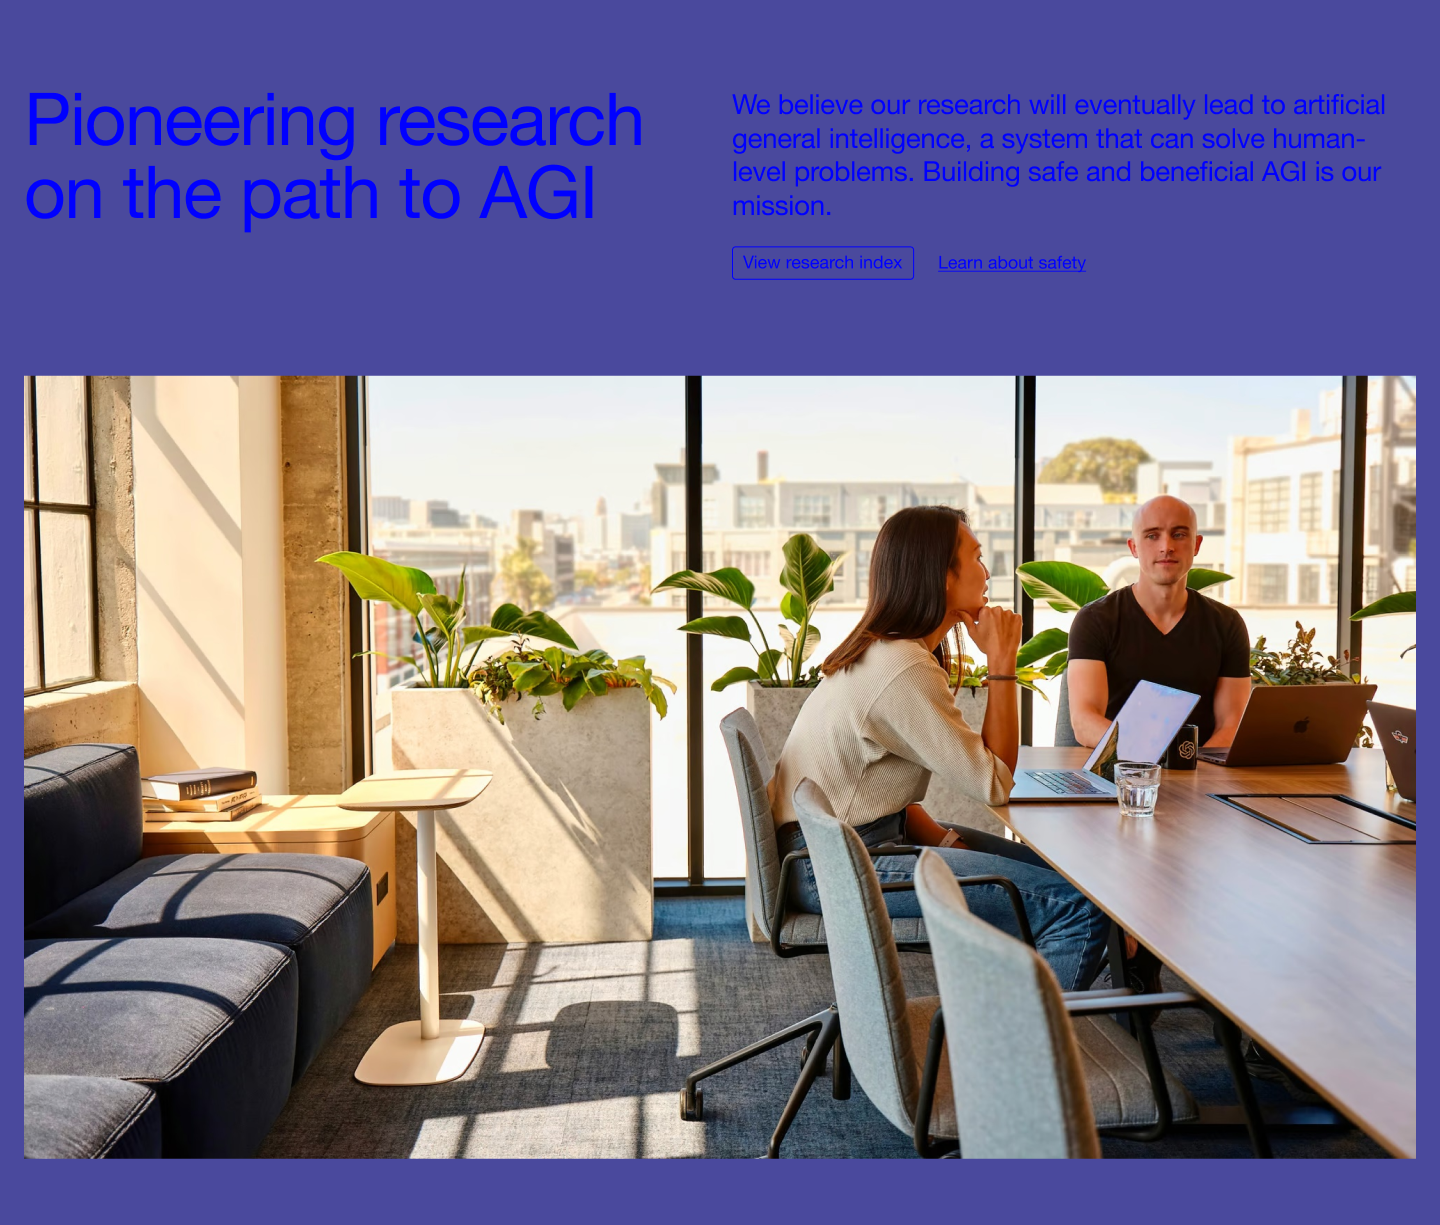 Pioneering research
on the path to AGI
We believe our research will eventually lead to artificial
general intelligence, a system that can solve human-
level problems. Building safe and beneficial AGI is our
mission.
View research index
Learn about safety